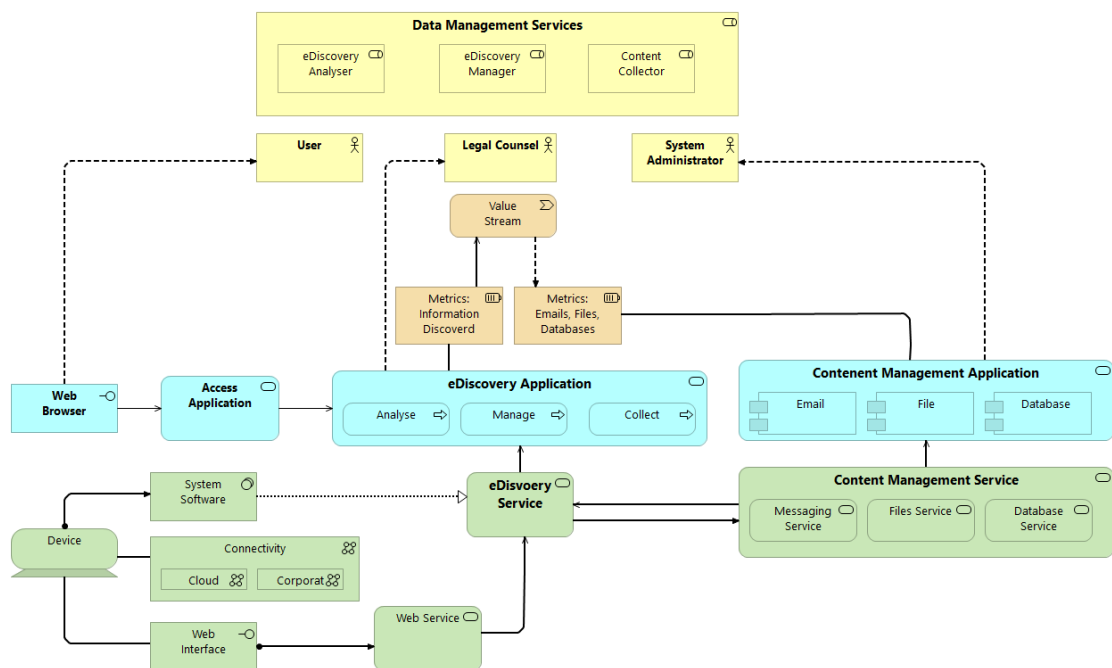 Data Management Services
eDiscovery
Analyser
eDiscovery
Manager
Content
Collector
User
Legal Counsel
System
Administrator
Value
Stream
Metrics:
Information
Discoverd
Metrics:
Emails, Files,
Databases
Web
Browser
Access
Application
eDiscovery Application
Analyse
Manage
Collect
Contenent Management Application
Email
File
Database
System
Software
eDisvoery
Service
Content Management Service
Messaging
Service
Files Service
Database
Service
Device
Connectivity
Cloud
Corporat
Web
Interface
Web Service